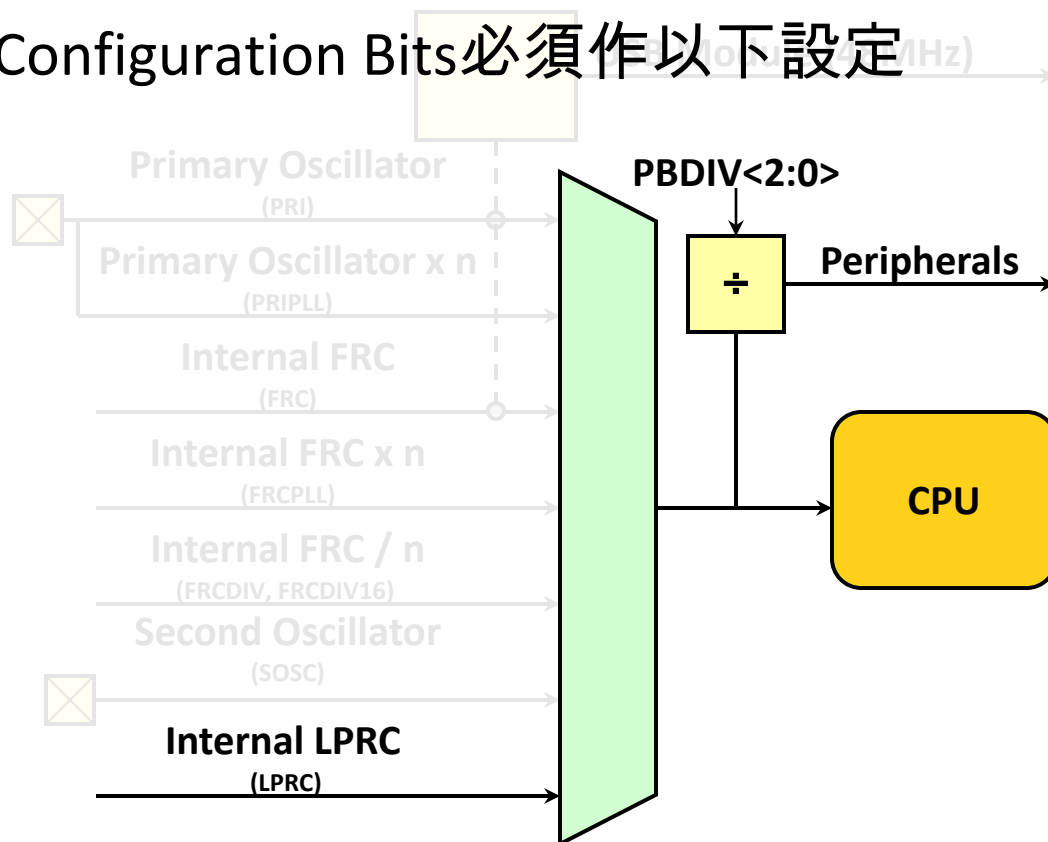 Configuration Bits必須作以下設定
Primary Oscillator
(PRI)
PBDIV<2:0>
Primary Oscillator x n
(PRIPLL)
÷
Peripherals
Internal FRC
(FRC)
Internal FRC x n
(FRCPLL)
CPU
Internal FRC / n
(FRCDIV, FRCDIV16)
Second Oscillator
(SOSC)
Internal LPRC
(LPRC)